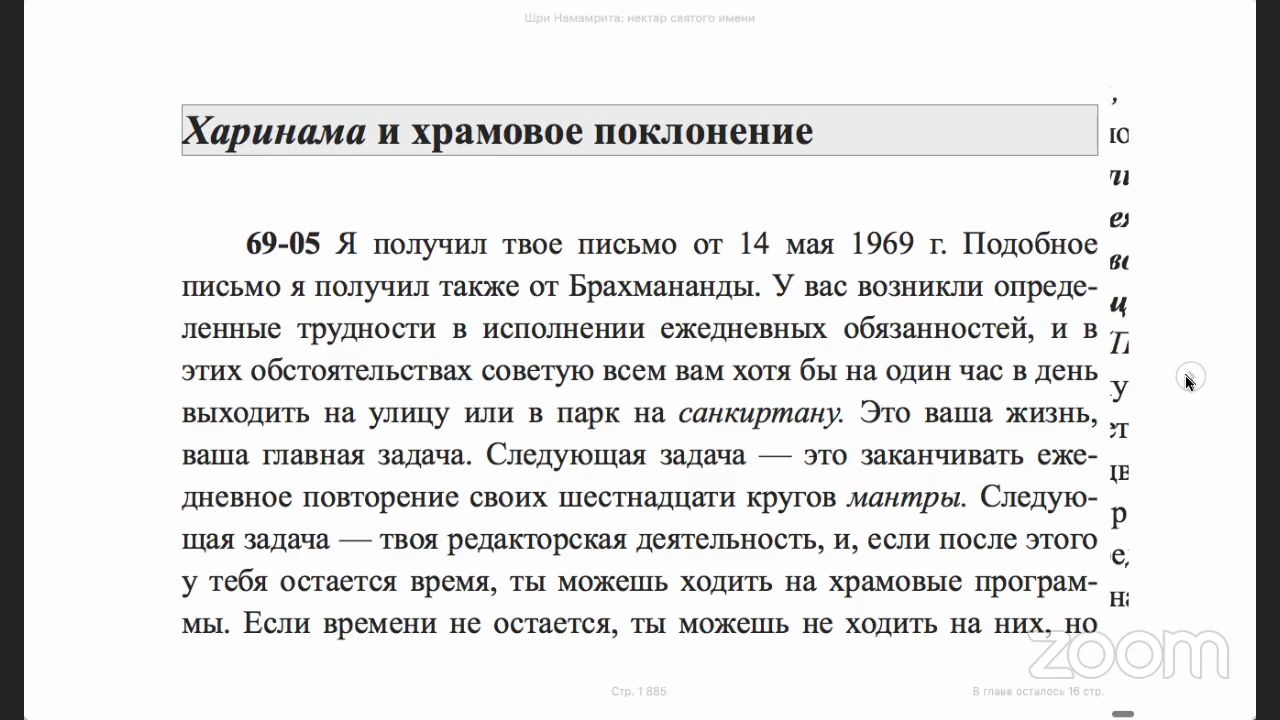 Шри Намамрита: нектар святого имени
Харинама и храмовое поклонение
69-05 Я получил твое письмо от 14 мая 1969 г. Подобное
письмо я получил также от Брахмананды. У вас возникли опреде-
ленные трудности в исполнении ежедневных обязанностей, и в
этих обстоятельствах советую всем вам хотя бы на один час в день
выходить на улицу или в парк на санкиртану. Это ваша жизнь,
ваша главная задача. Следующая задача — это заканчивать еже-
дневное повторение своих шестнадцати кругов мантры. Следую-
щая задача — твоя редакторская деятельность, и, если после этого
у тебя остается время, ты можешь ходить на храмовые програм-
мы. Если времени не остается, ты можешь не ходить на них, но
zoom
Стр. 1 885
В главе осталось 16 стр.